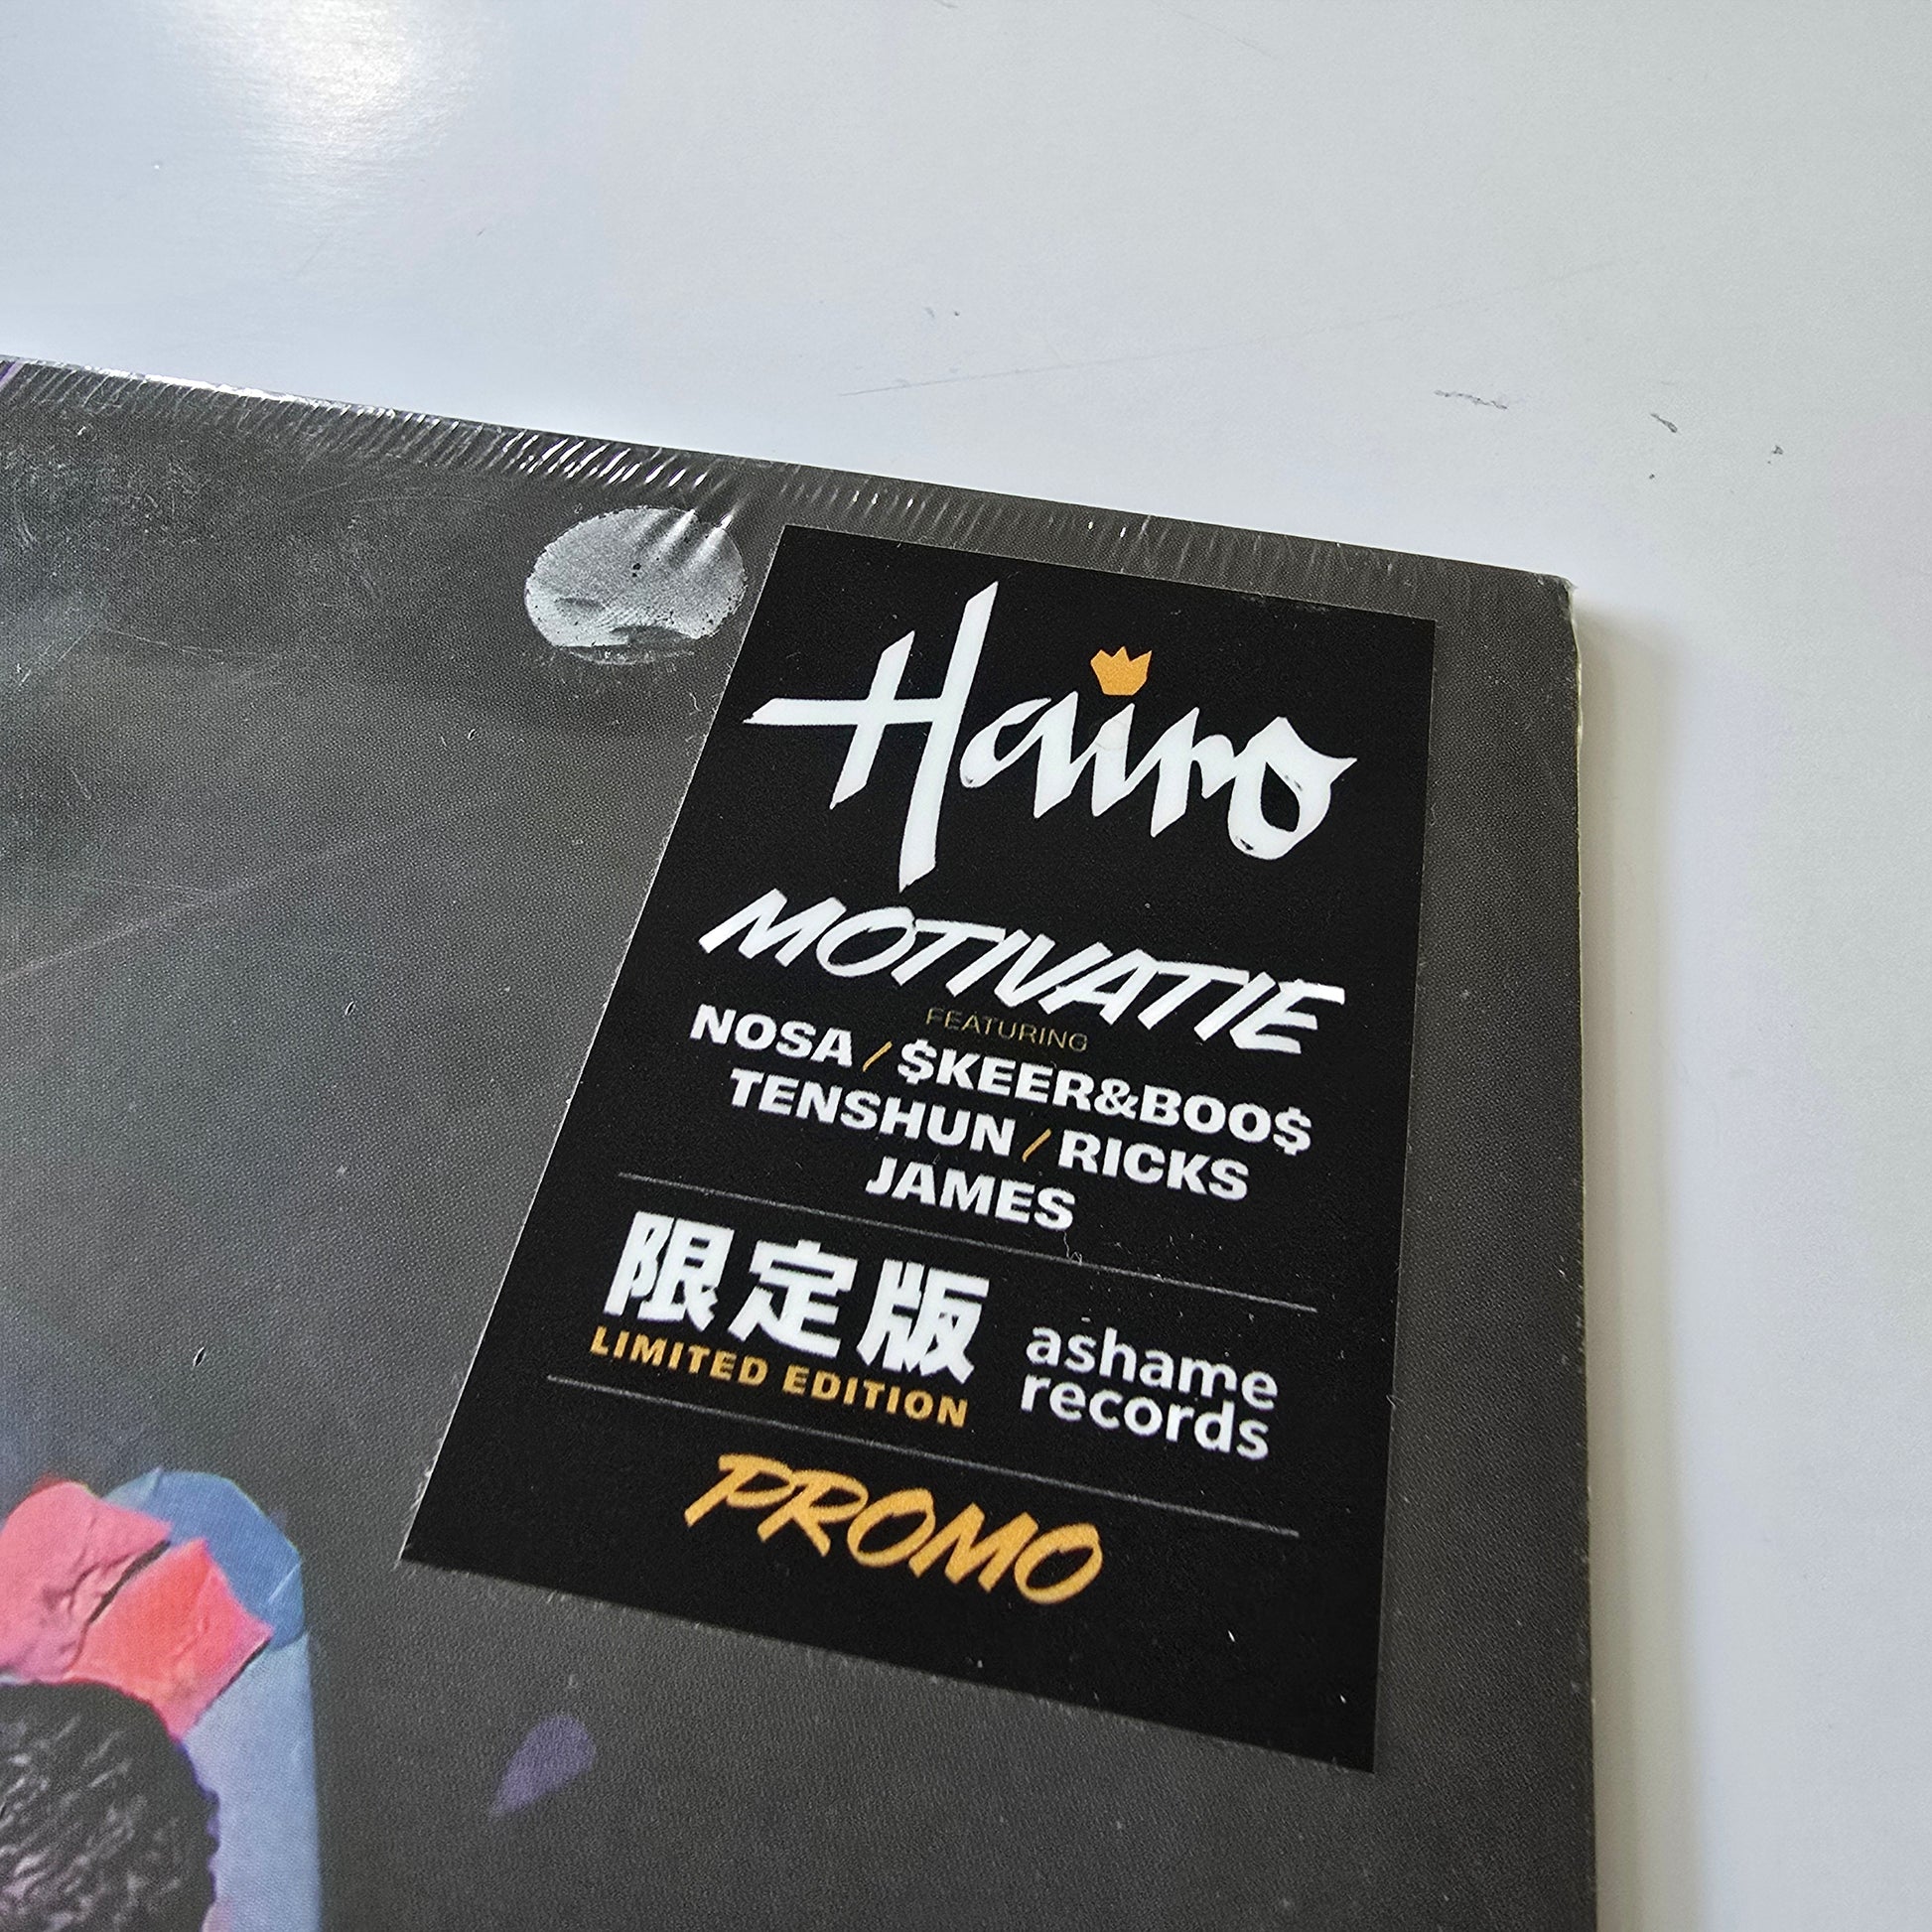 Hairo
MOTIVATIE
FEATURING
NOSA / $KEER&BOO$
TENSHUN / RICKS
JAMES
限定版
LIMITED EDITION
ashame
records
PROMO